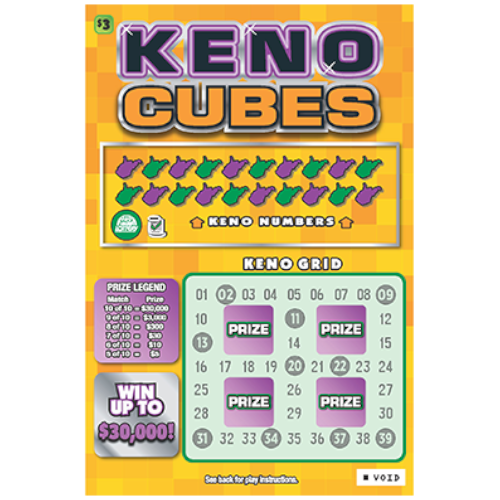 $3
KENO
CUBES
KENO NUMBERS
KENO GRID
PRIZE LEGEND
Match Prize
10 of 10 = $30,000
9 of 10 = $3,000
8 of 10 = $300
7 of 10 = $30
6 of 10 = $10
5 of 10 = $5
WIN
UP TO
$30,000!
01 02 03 04 05 06 07 08 09
10 PRIZE 11 PRIZE 12
13 14 15
16 17 18 19 20 21 22 23 24
25 PRIZE 26 PRIZE 27
28 29 30
31 32 33 34 35 36 37 38 39
See back for play instructions.
VOID